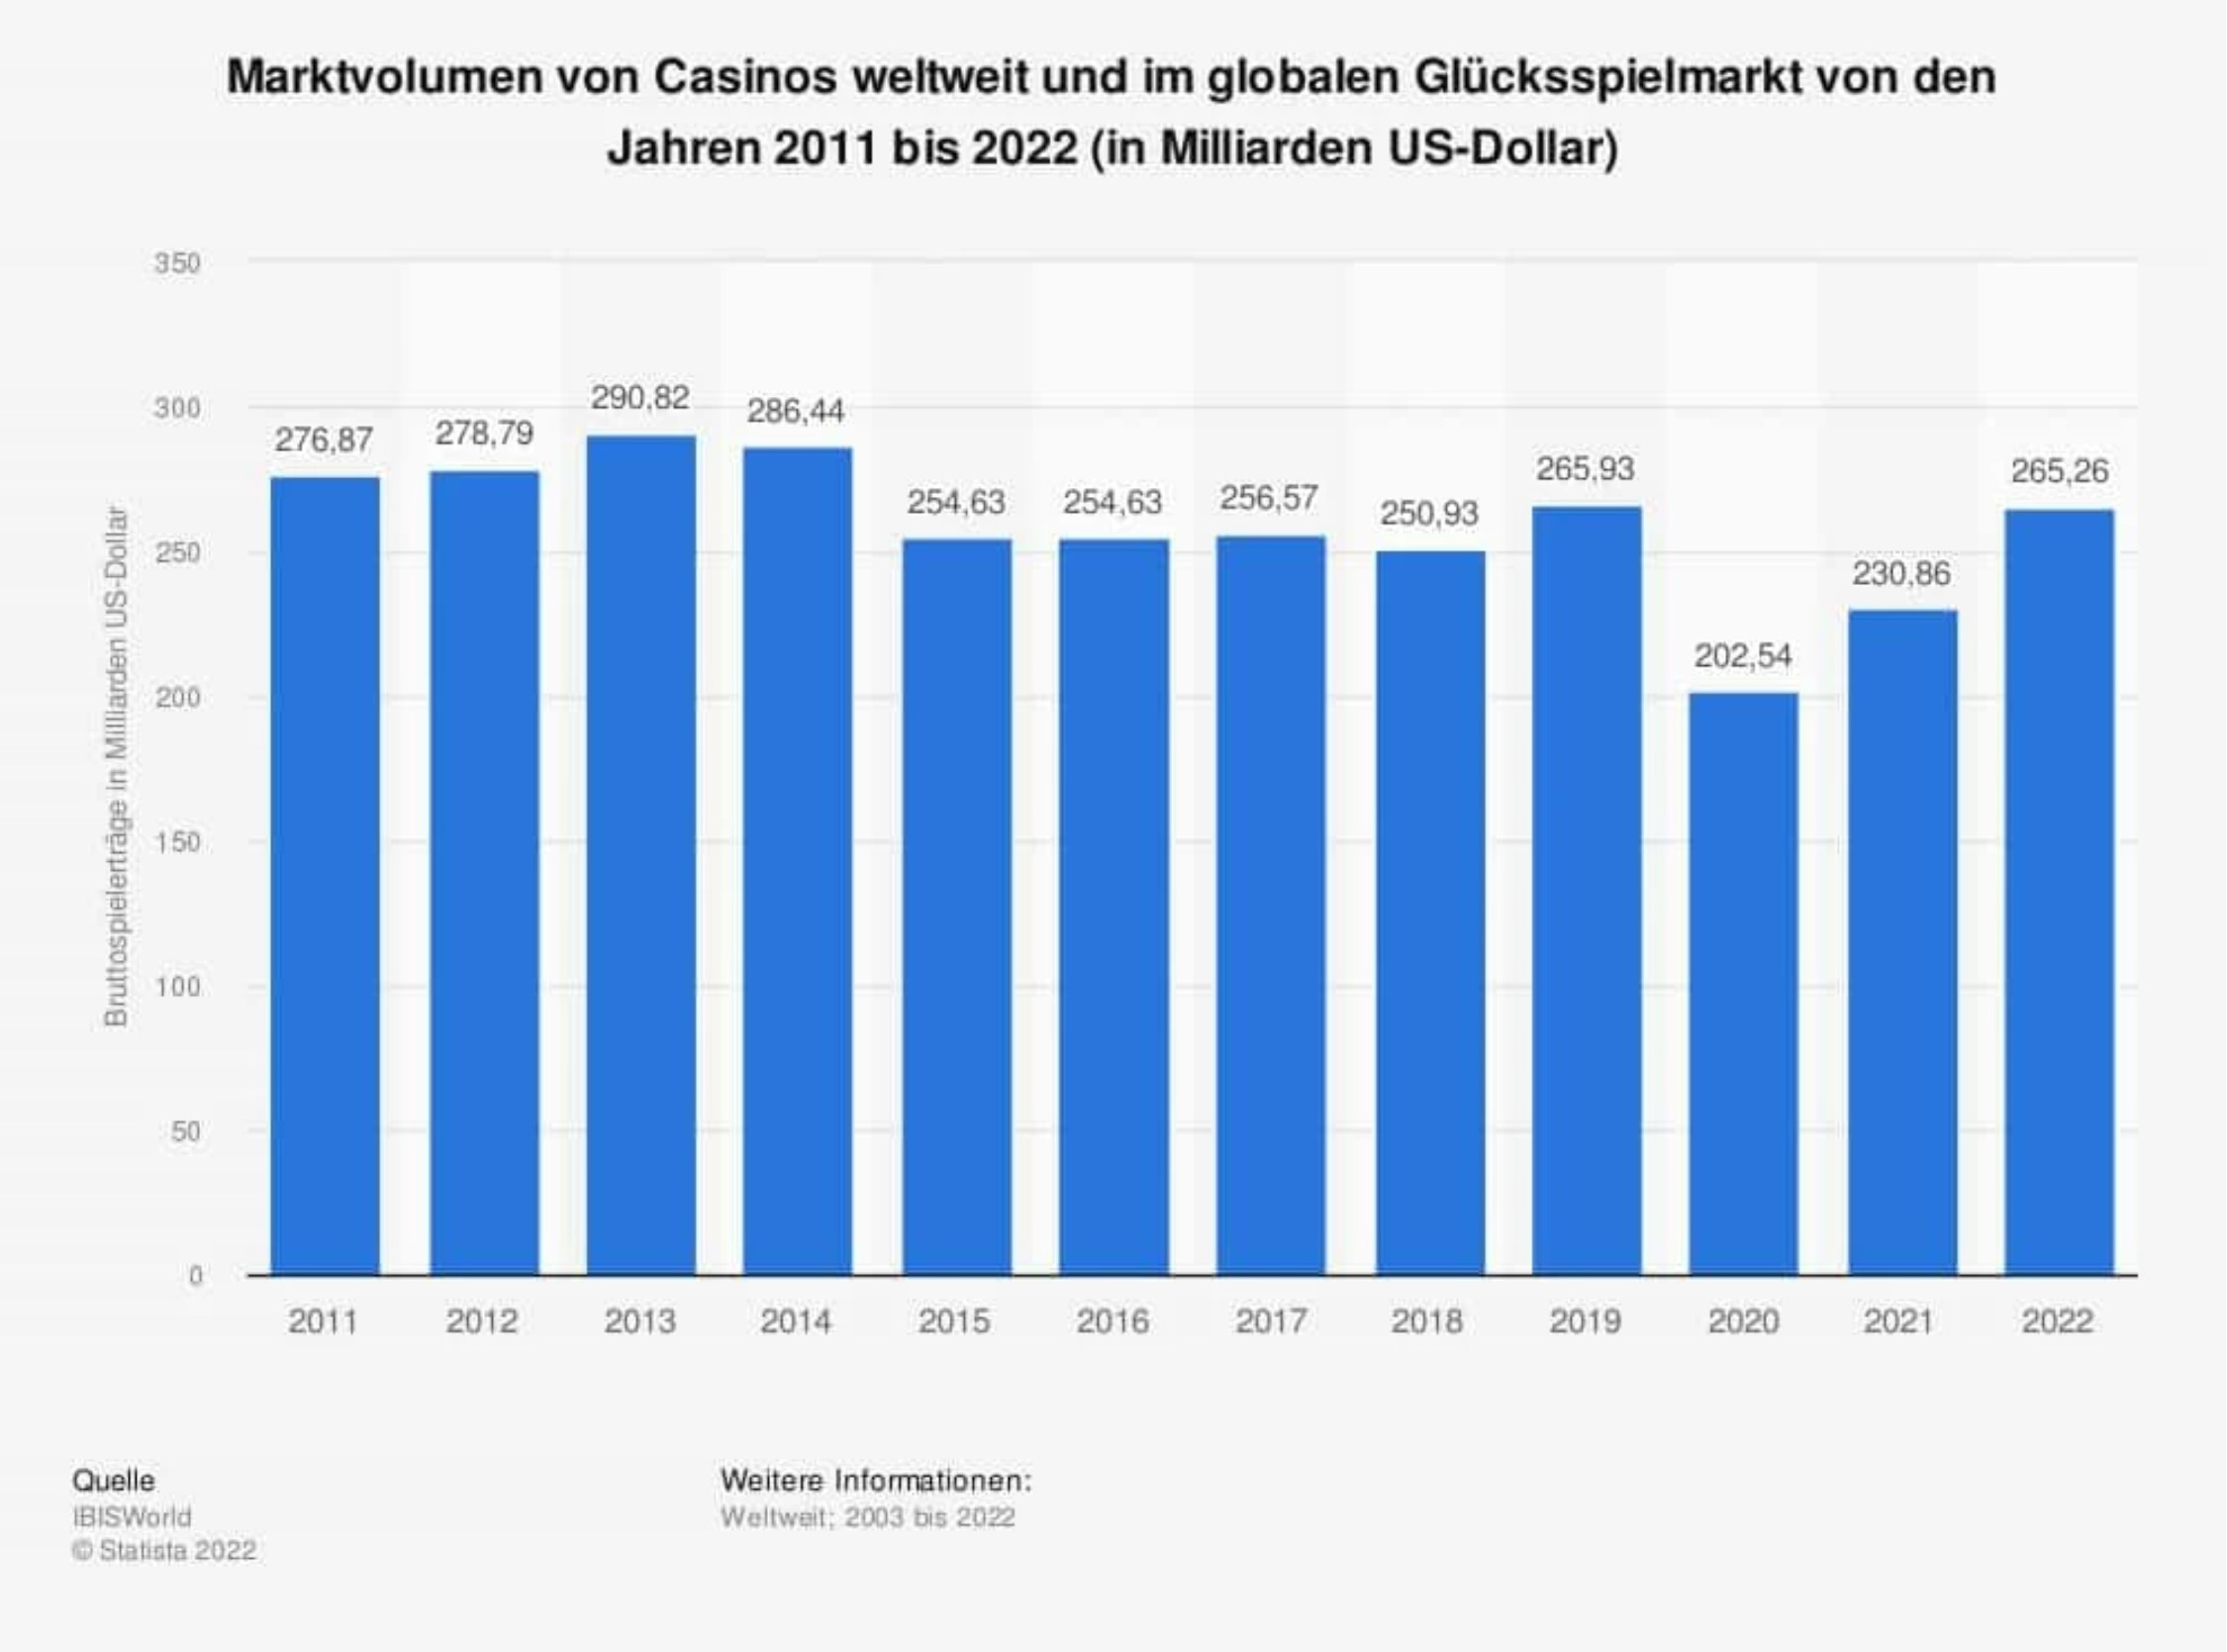 Marktvolumen von Casinos weltweit und im globalen Glücksspielmarkt von den
Jahren 2011 bis 2022 (in Milliarden US-Dollar)
Bruttospielerträge in Milliarden US-Dollar
350
300
250
200
150
100
50
0
276,87
278,79
290,82
286,44
254,63
254,63
256,57
250,93
265,93
202,54
230,86
265,26
2011 2012 2013 2014 2015 2016 2017 2018 2019 2020 2021 2022
Quelle
IBISWorld
© Statista 2022
Weitere Informationen:
Weltweit; 2003 bis 2022